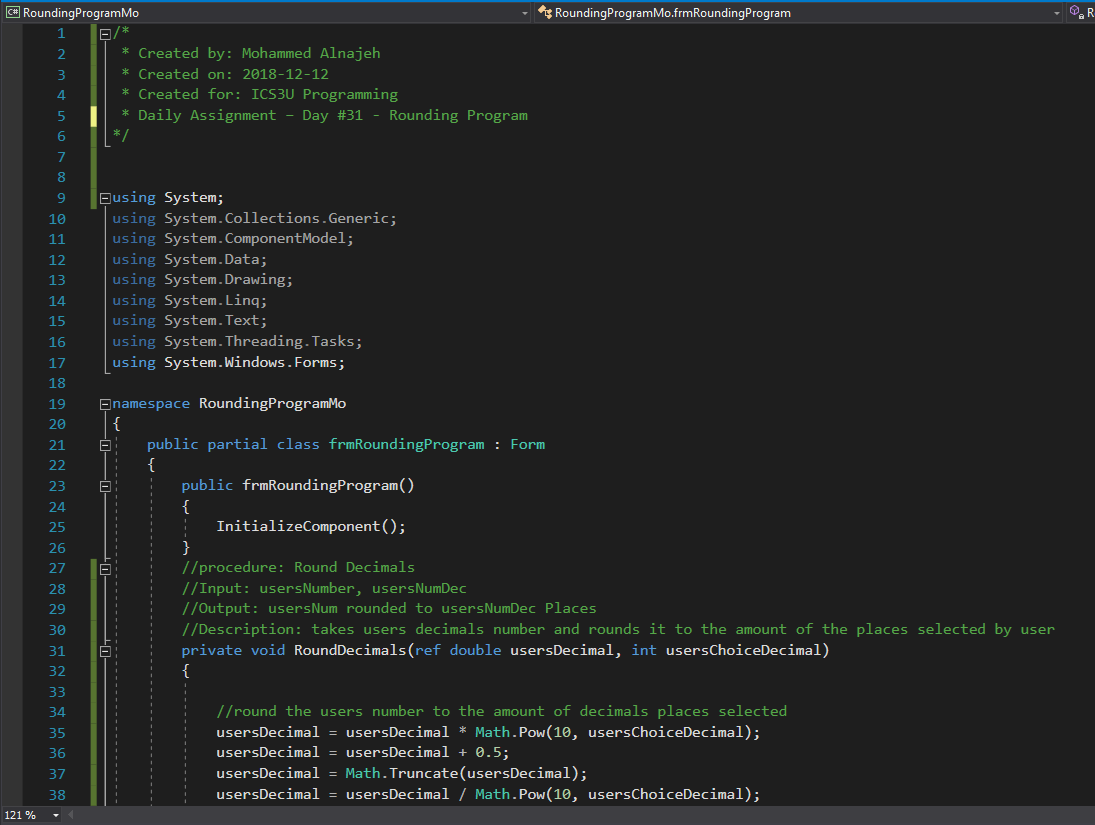 RoundingProgramMo RoundingProgramMo.frmRoundingProgram R
1 /*
2 * Created by: Mohammed Alnajeh
3 * Created on: 2018-12-12
4 * Created for: ICS3U Programming
5 * Daily Assignment – Day #31 - Rounding Program
6 */
7
8
9 using System;
10 using System.Collections.Generic;
11 using System.ComponentModel;
12 using System.Data;
13 using System.Drawing;
14 using System.Linq;
15 using System.Text;
16 using System.Threading.Tasks;
17 using System.Windows.Forms;
18
19 namespace RoundingProgramMo
20 {
21 public partial class frmRoundingProgram : Form
22 {
23 public frmRoundingProgram()
24 {
25 InitializeComponent();
26 }
27 //procedure: Round Decimals
28 //Input: usersNumber, usersNumDec
29 //Output: usersNum rounded to usersNumDec Places
30 //Description: takes users decimals number and rounds it to the amount of the places selected by user
31 private void RoundDecimals(ref double usersDecimal, int usersChoiceDecimal)
32 {
33
34 //round the users number to the amount of decimals places selected
35 usersDecimal = usersDecimal * Math.Pow(10, usersChoiceDecimal);
36 usersDecimal = usersDecimal + 0.5;
37 usersDecimal = Math.Truncate(usersDecimal);
38 usersDecimal = usersDecimal / Math.Pow(10, usersChoiceDecimal);
121 %